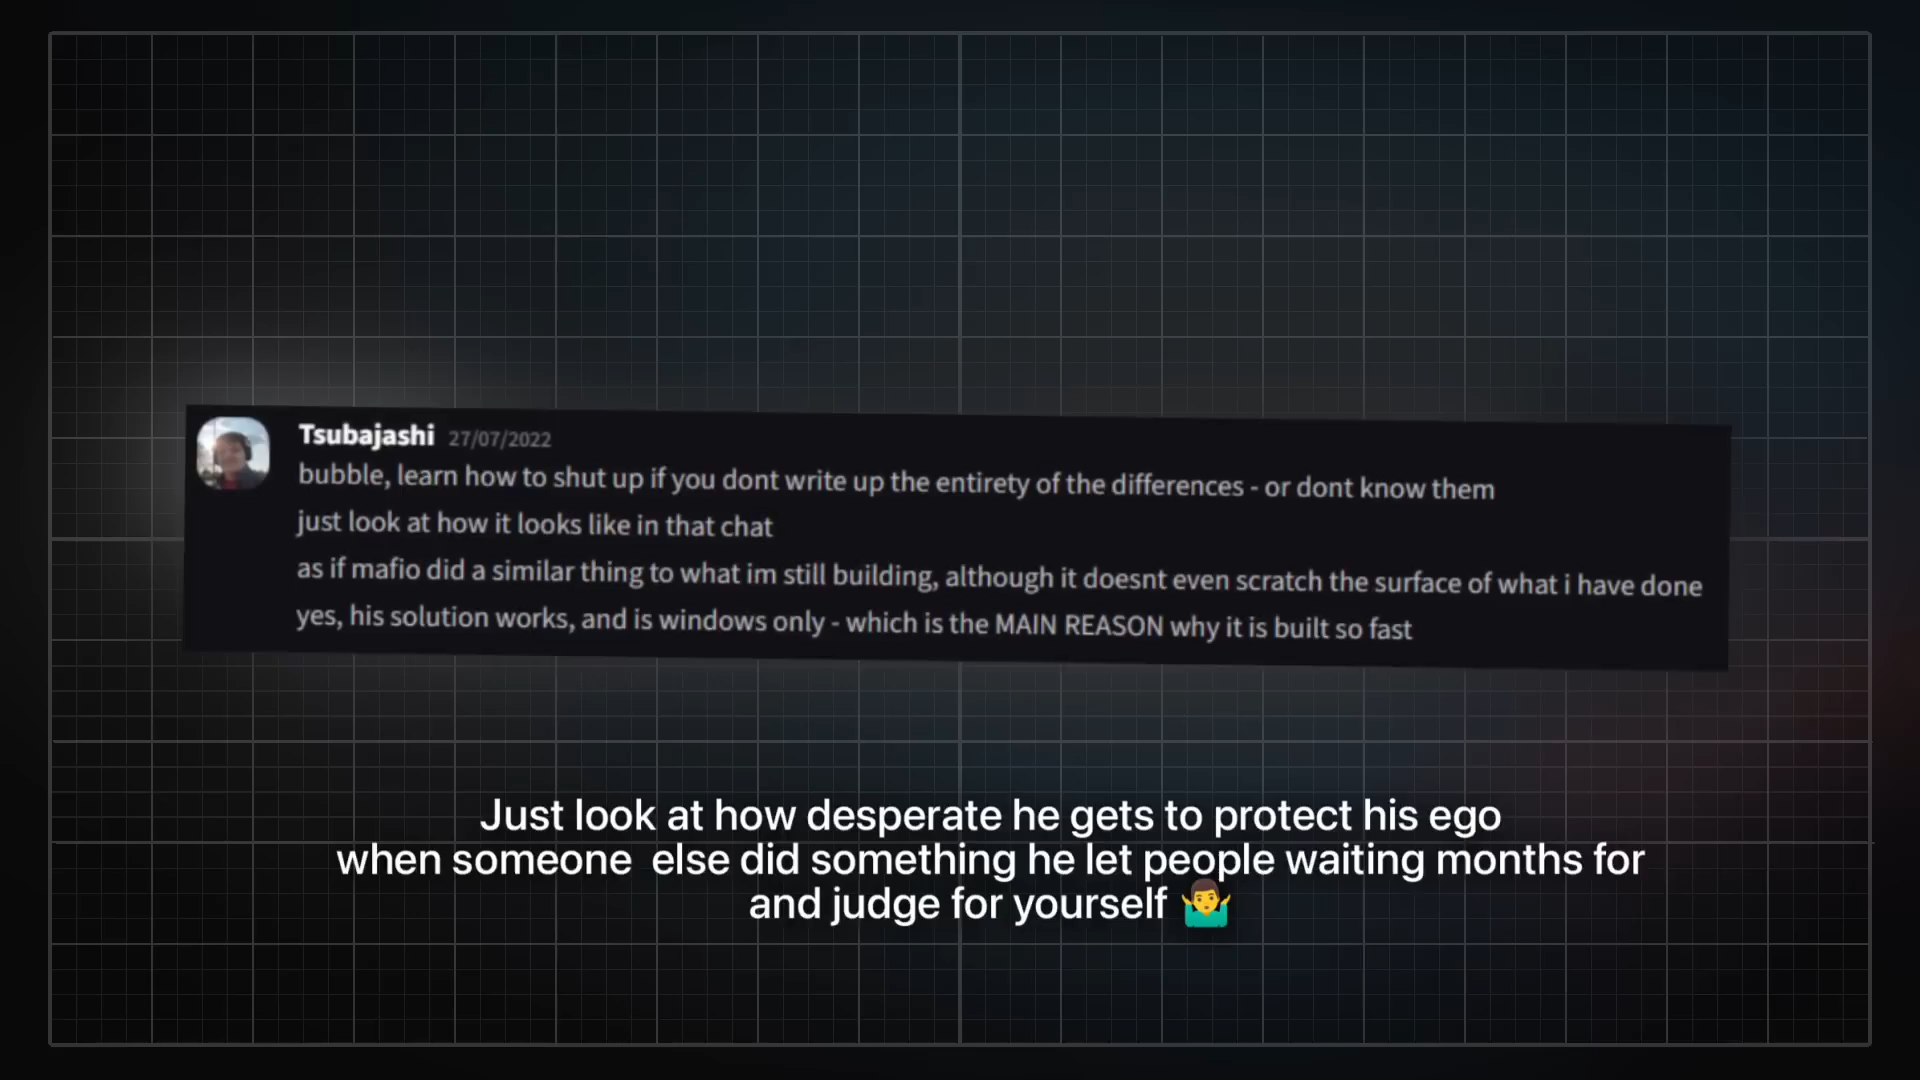 Tsubajashi 27/07/2022
bubble, learn how to shut up if you dont write up the entirety of the differences - or dont know them
just look at how it looks like in that chat
as if mafio did a similar thing to what im still building, although it doesnt even scratch the surface of what i have done
yes, his solution works, and is windows only - which is the MAIN REASON why it is built so fast
Just look at how desperate he gets to protect his ego
when someone  else did something he let people waiting months for
and judge for yourself 🤷‍♂️